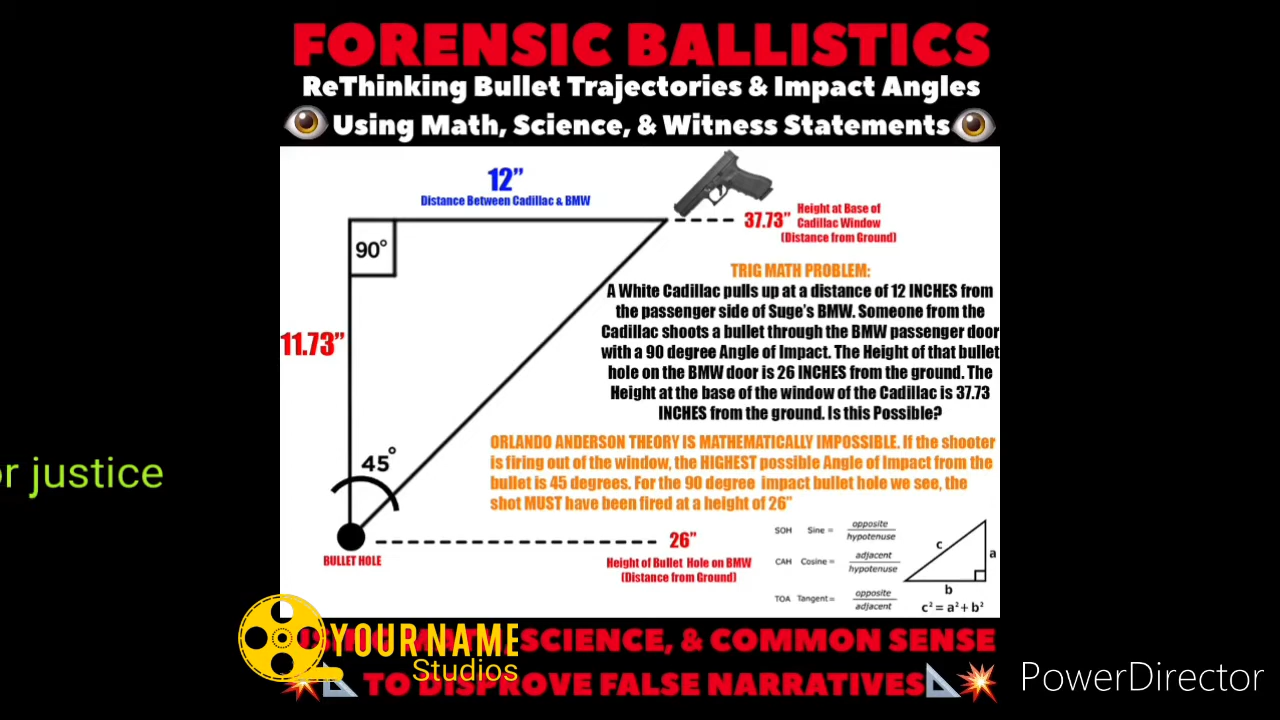 FORENSIC BALLISTICS
ReThinking Bullet Trajectories & Impact Angles
Using Math, Science, & Witness Statements
12”
Distance Between Cadillac & BMW
90°
37.73”
Height at Base of
Cadillac Window
(Distance from Ground)
TRIG MATH PROBLEM:
A White Cadillac pulls up at a distance of 12 INCHES from
the passenger side of Suge’s BMW. Someone from the
Cadillac shoots a bullet through the BMW passenger door
with a 90 degree Angle of Impact. The Height of that bullet
hole on the BMW door is 26 INCHES from the ground. The
Height at the base of the window of the Cadillac is 37.73
INCHES from the ground. Is this Possible?
11.73”
ORLANDO ANDERSON THEORY IS MATHEMATICALLY IMPOSSIBLE. If the shooter
is firing out of the window, the HIGHEST possible Angle of Impact from the
bullet is 45 degrees. For the 90 degree impact bullet hole we see, the
shot MUST have been fired at a height of 26”
45°
or justice
BULLET HOLE
26”
Height of Bullet Hole on BMW
(Distance from Ground)
SOH Sine = opposite
hypotenuse
CAH Cosine = adjacent
hypotenuse
TOA Tangent = opposite
adjacent
c
a
b
c² = a² + b²
YOUR NAME
Studios
SCIENCE, & COMMON SENSE
TO DISPROVE FALSE NARRATIVES
PowerDirector